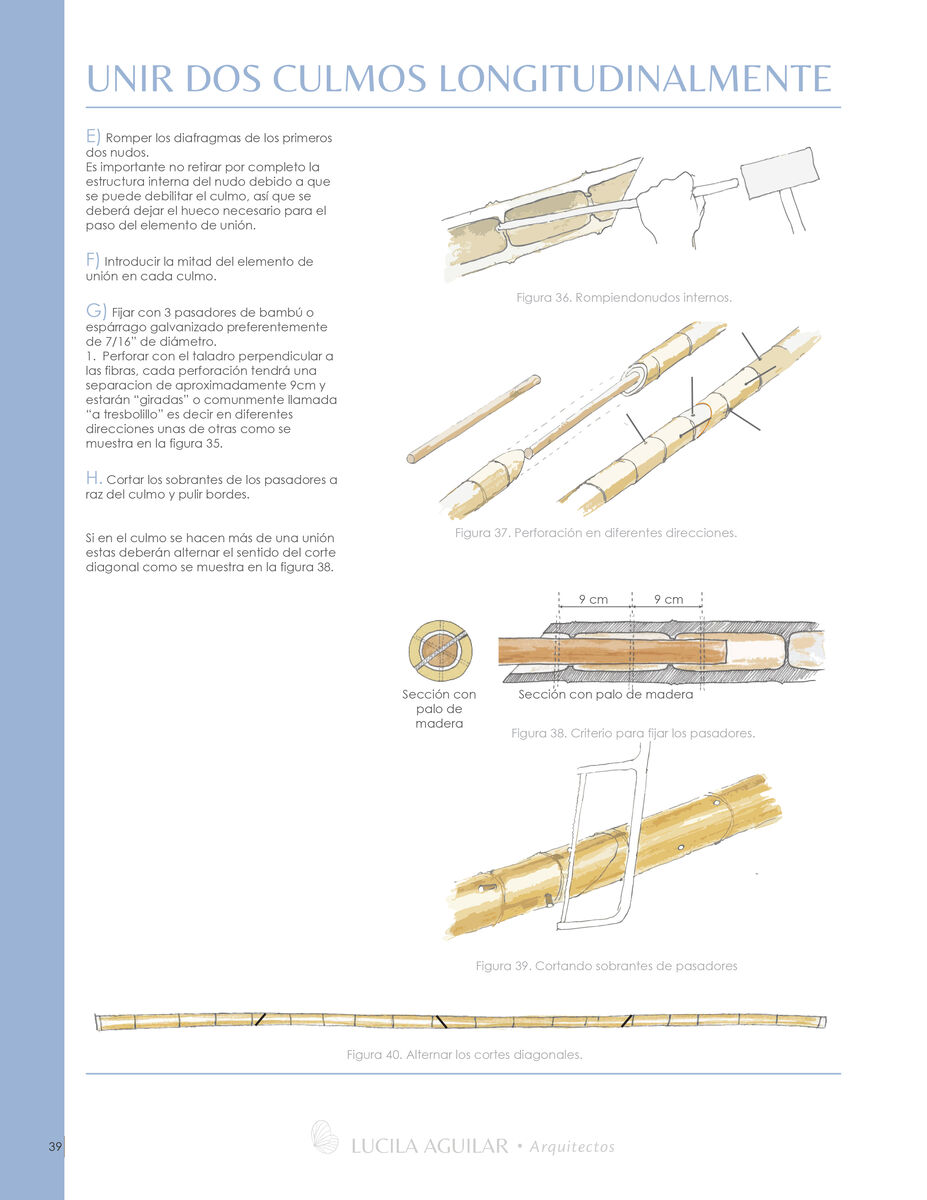 UNIR DOS CULMOS LONGITUDINALMENTE
E) Romper los diafragmas de los primeros
dos nudos.
Es importante no retirar por completo la
estructura interna del nudo debido a que
se puede debilitar el culmo, así que se
deberá dejar el hueco necesario para el
paso del elemento de unión.
F) Introducir la mitad del elemento de
unión en cada culmo.
G) Fijar con 3 pasadores de bambú o
espárrago galvanizado preferentemente
de 7/16” de diámetro.
1. Perforar con el taladro perpendicular a
las fibras, cada perforación tendrá una
separacion de aproximadamente 9cm y
estarán “giradas” o comunmente llamada
“a tresbolillo” es decir en diferentes
direcciones unas de otras como se
muestra en la figura 35.
H. Cortar los sobrantes de los pasadores a
raz del culmo y pulir bordes.
Si en el culmo se hacen más de una unión
estas deberán alternar el sentido del corte
diagonal como se muestra en la figura 38.
Figura 36. Rompiendonudos internos.
Figura 37. Perforación en diferentes direcciones.
9 cm
9 cm
Sección con
palo de
madera
Sección con palo de madera
Figura 38. Criterio para fijar los pasadores.
Figura 39. Cortando sobrantes de pasadores
Figura 40. Alternar los cortes diagonales.
39
LUCILA AGUILAR • Arquitectos